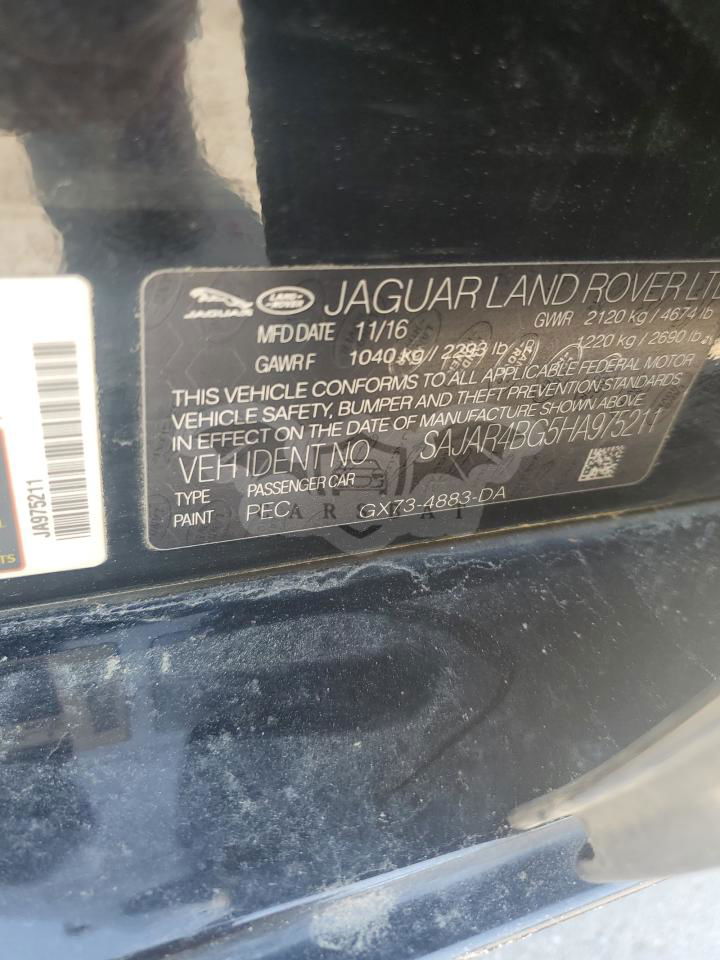 JAGUAR LAND-ROVER JAGUAR LAND ROVER LTD
MFD DATE 11/16 GWR 2120 kg / 4674 lb
GAWR F 1040 kg / 2293 lb 1220 kg / 2690 lb
THIS VEHICLE CONFORMS TO ALL APPLICABLE FEDERAL MOTOR
VEHICLE SAFETY, BUMPER AND THEFT PREVENTION STANDARDS
IN EFFECT ON THE DATE OF MANUFACTURE SHOWN ABOVE
VEH IDENT NO. SAJAR4BG5HA975211
TYPE PASSENGER CAR
PAINT PEC GX73-4883-DA
JA975211